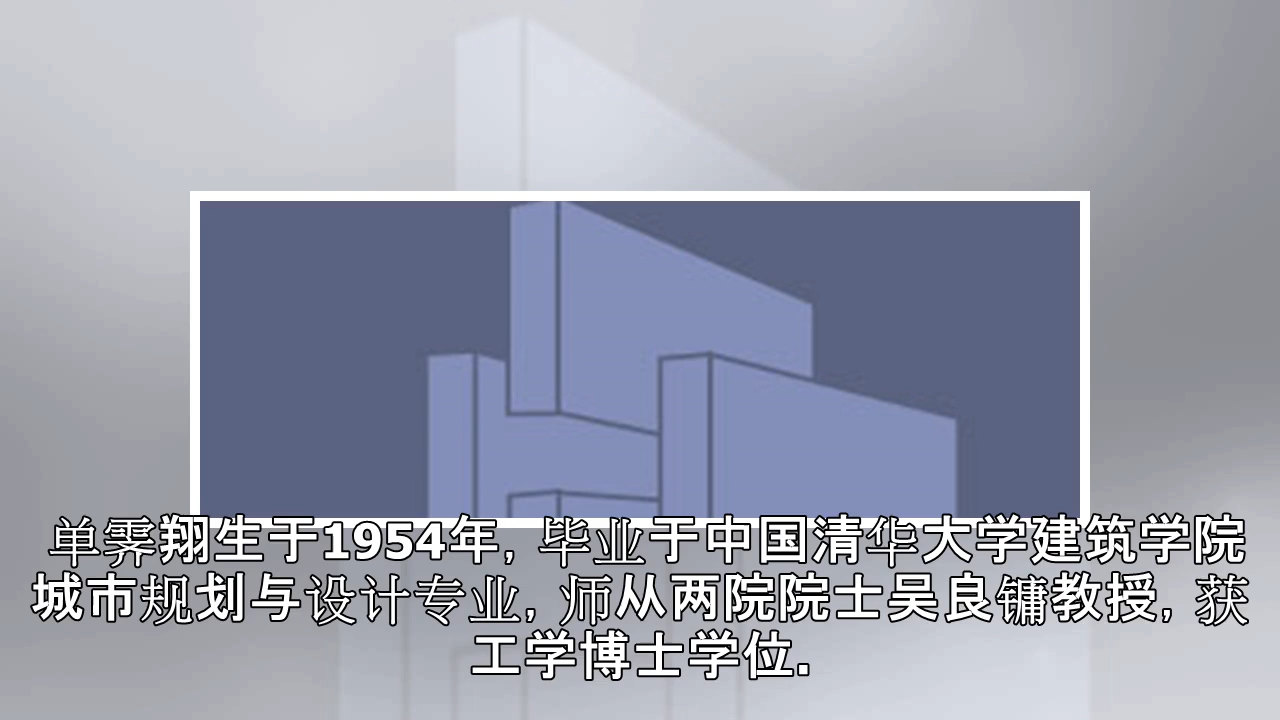 单霁翔生于1954年, 毕业于中国清华大学建筑学院
城市规划与设计专业, 师从两院院士吴良镛教授, 获
工学博士学位.